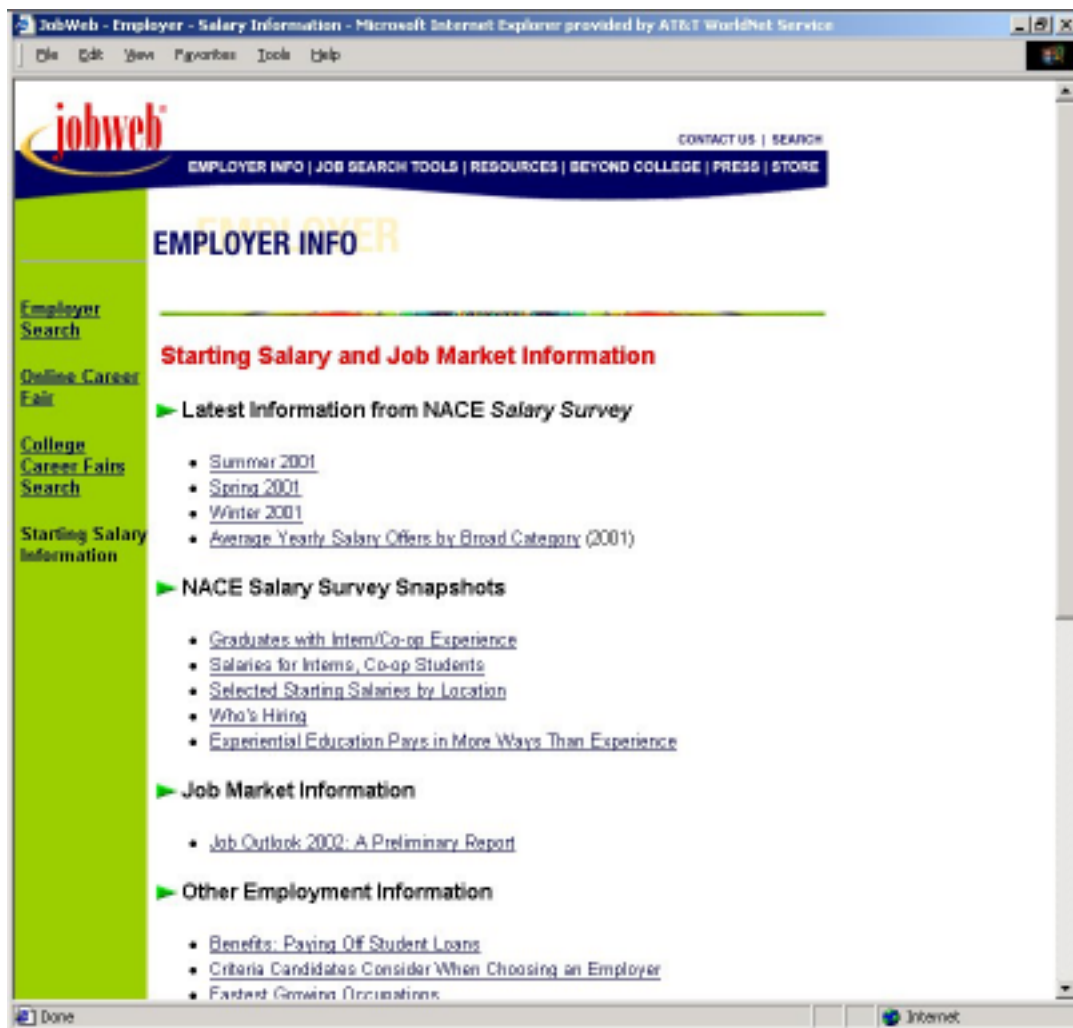 JobWeb - Employer - Salary Information - Microsoft Internet Explorer provided by AT&T WorldNet Service
File Edit View Favorites Tools Help
jobweb®
CONTACT US | SEARCH
EMPLOYER INFO | JOB SEARCH TOOLS | RESOURCES | BEYOND COLLEGE | PRESS | STORE
EMPLOYER
EMPLOYER INFO
Employer
Search
Online Career
Fair
College
Career Fairs
Search
Starting Salary
Information
Starting Salary and Job Market Information
Latest Information from NACE Salary Survey
• Summer 2001
• Spring 2001
• Winter 2001
• Average Yearly Salary Offers by Broad Category (2001)
NACE Salary Survey Snapshots
• Graduates with Intern/Co-op Experience
• Salaries for Interns, Co-op Students
• Selected Starting Salaries by Location
• Who's Hiring
• Experiential Education Pays in More Ways Than Experience
Job Market Information
• Job Outlook 2002: A Preliminary Report
Other Employment Information
• Benefits: Paying Off Student Loans
• Criteria Candidates Consider When Choosing an Employer
• Fastest Growing Occupations
Done
Internet